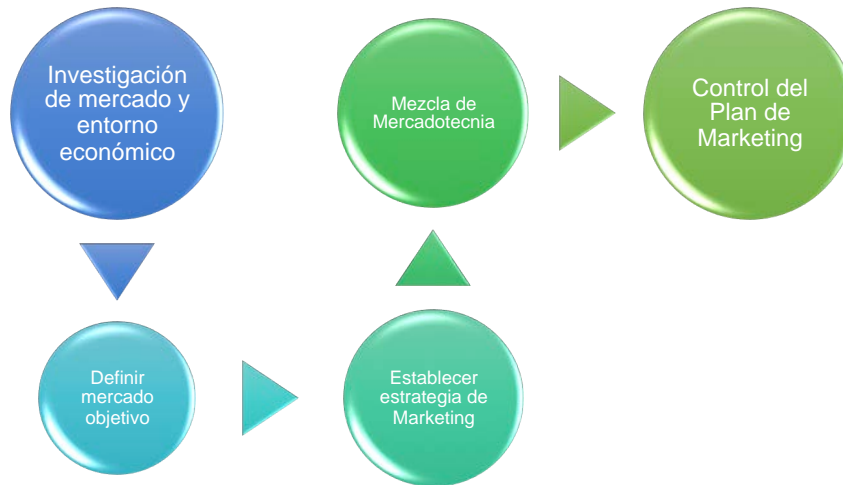 Investigación
de mercado y
entorno
económico
Definir
mercado
objetivo
Establecer
estrategia de
Marketing
Mezcla de
Mercadotecnia
Control del
Plan de
Marketing